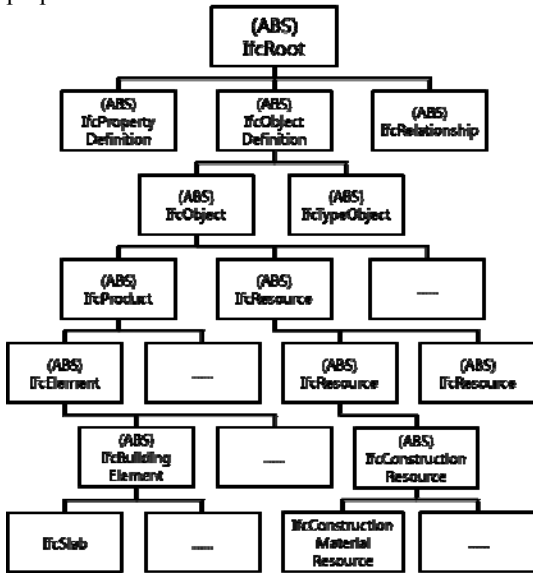 (ABS)
IfcRoot
(ABS)
IfcProperty
Definition
(ABS)
IfcObject
Definition
(ABS)
IfcRelationship
(ABS)
IfcObject
(ABS)
IfcTypeObject
(ABS)
IfcProduct
(ABS)
IfcResource
......
(ABS)
IfcElement
......
(ABS)
IfcResource
(ABS)
IfcResource
(ABS)
IfcBuilding
Element
......
(ABS)
IfcConstruction
Resource
IfcSlab
......
IfcConstruction
Material
Resource
......